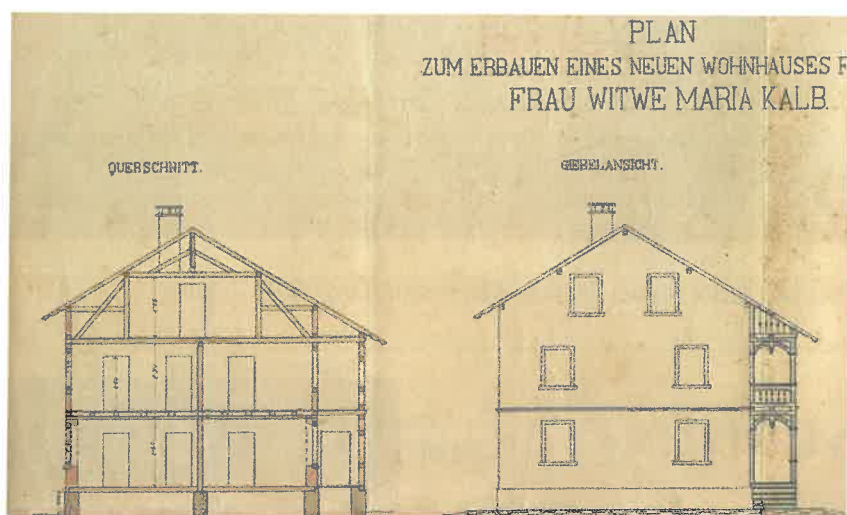 PLAN
ZUM ERBAUEN EINES NEUEN WOHNHAUSES F
FRAU WITWE MARIA KALB.
QUERSCHNITT.
GIEBELANSICHT.